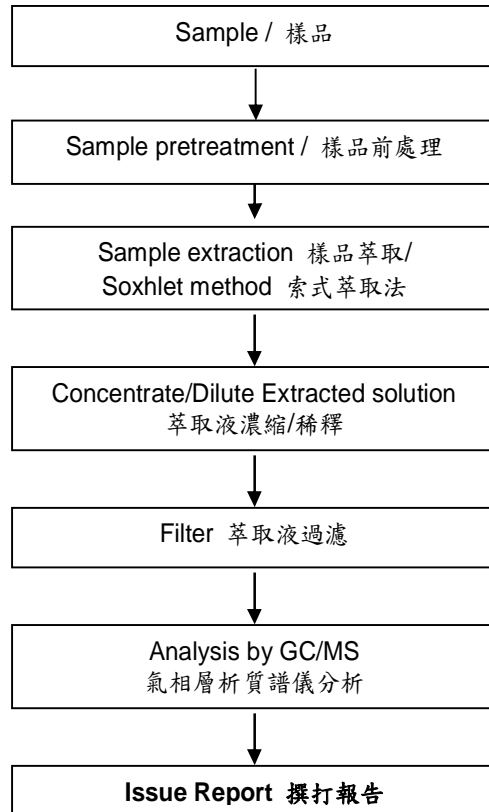 Sample / 樣品
Sample pretreatment / 樣品前處理
Sample extraction 樣品萃取/
Soxhlet method 索式萃取法
Concentrate/Dilute Extracted solution
萃取液濃縮/稀釋
Filter 萃取液過濾
Analysis by GC/MS
氣相層析質譜儀分析
Issue Report 撰打報告